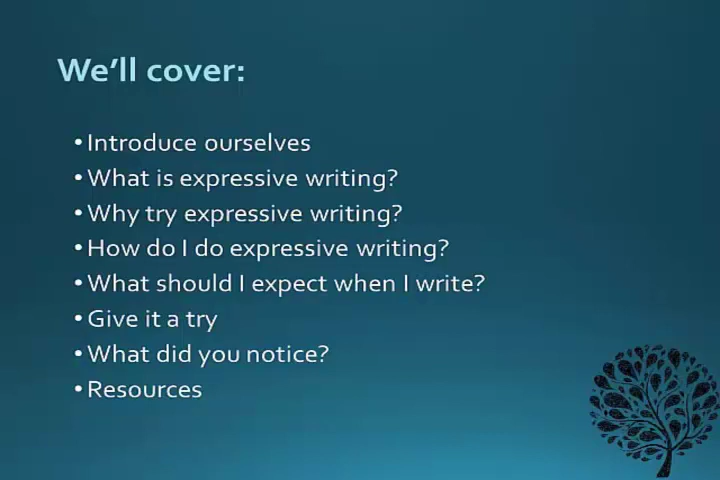 We'll cover:
•Introduce ourselves
•What is expressive writing?
•Why try expressive writing?
•How do I do expressive writing?
•What should I expect when I write?
•Give it a try
•What did you notice?
•Resources